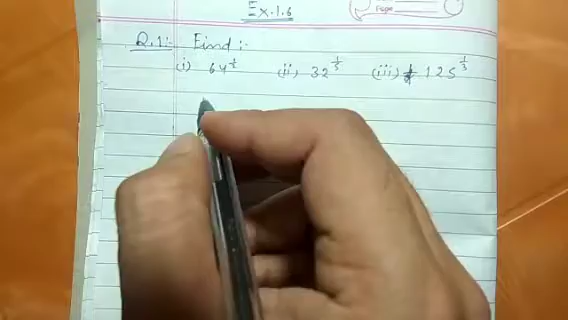 Ex.1.6
Page
Q.1:- Find :-
(i) 64^1/2 (ii) 32^1/5 (iii) 125^1/3